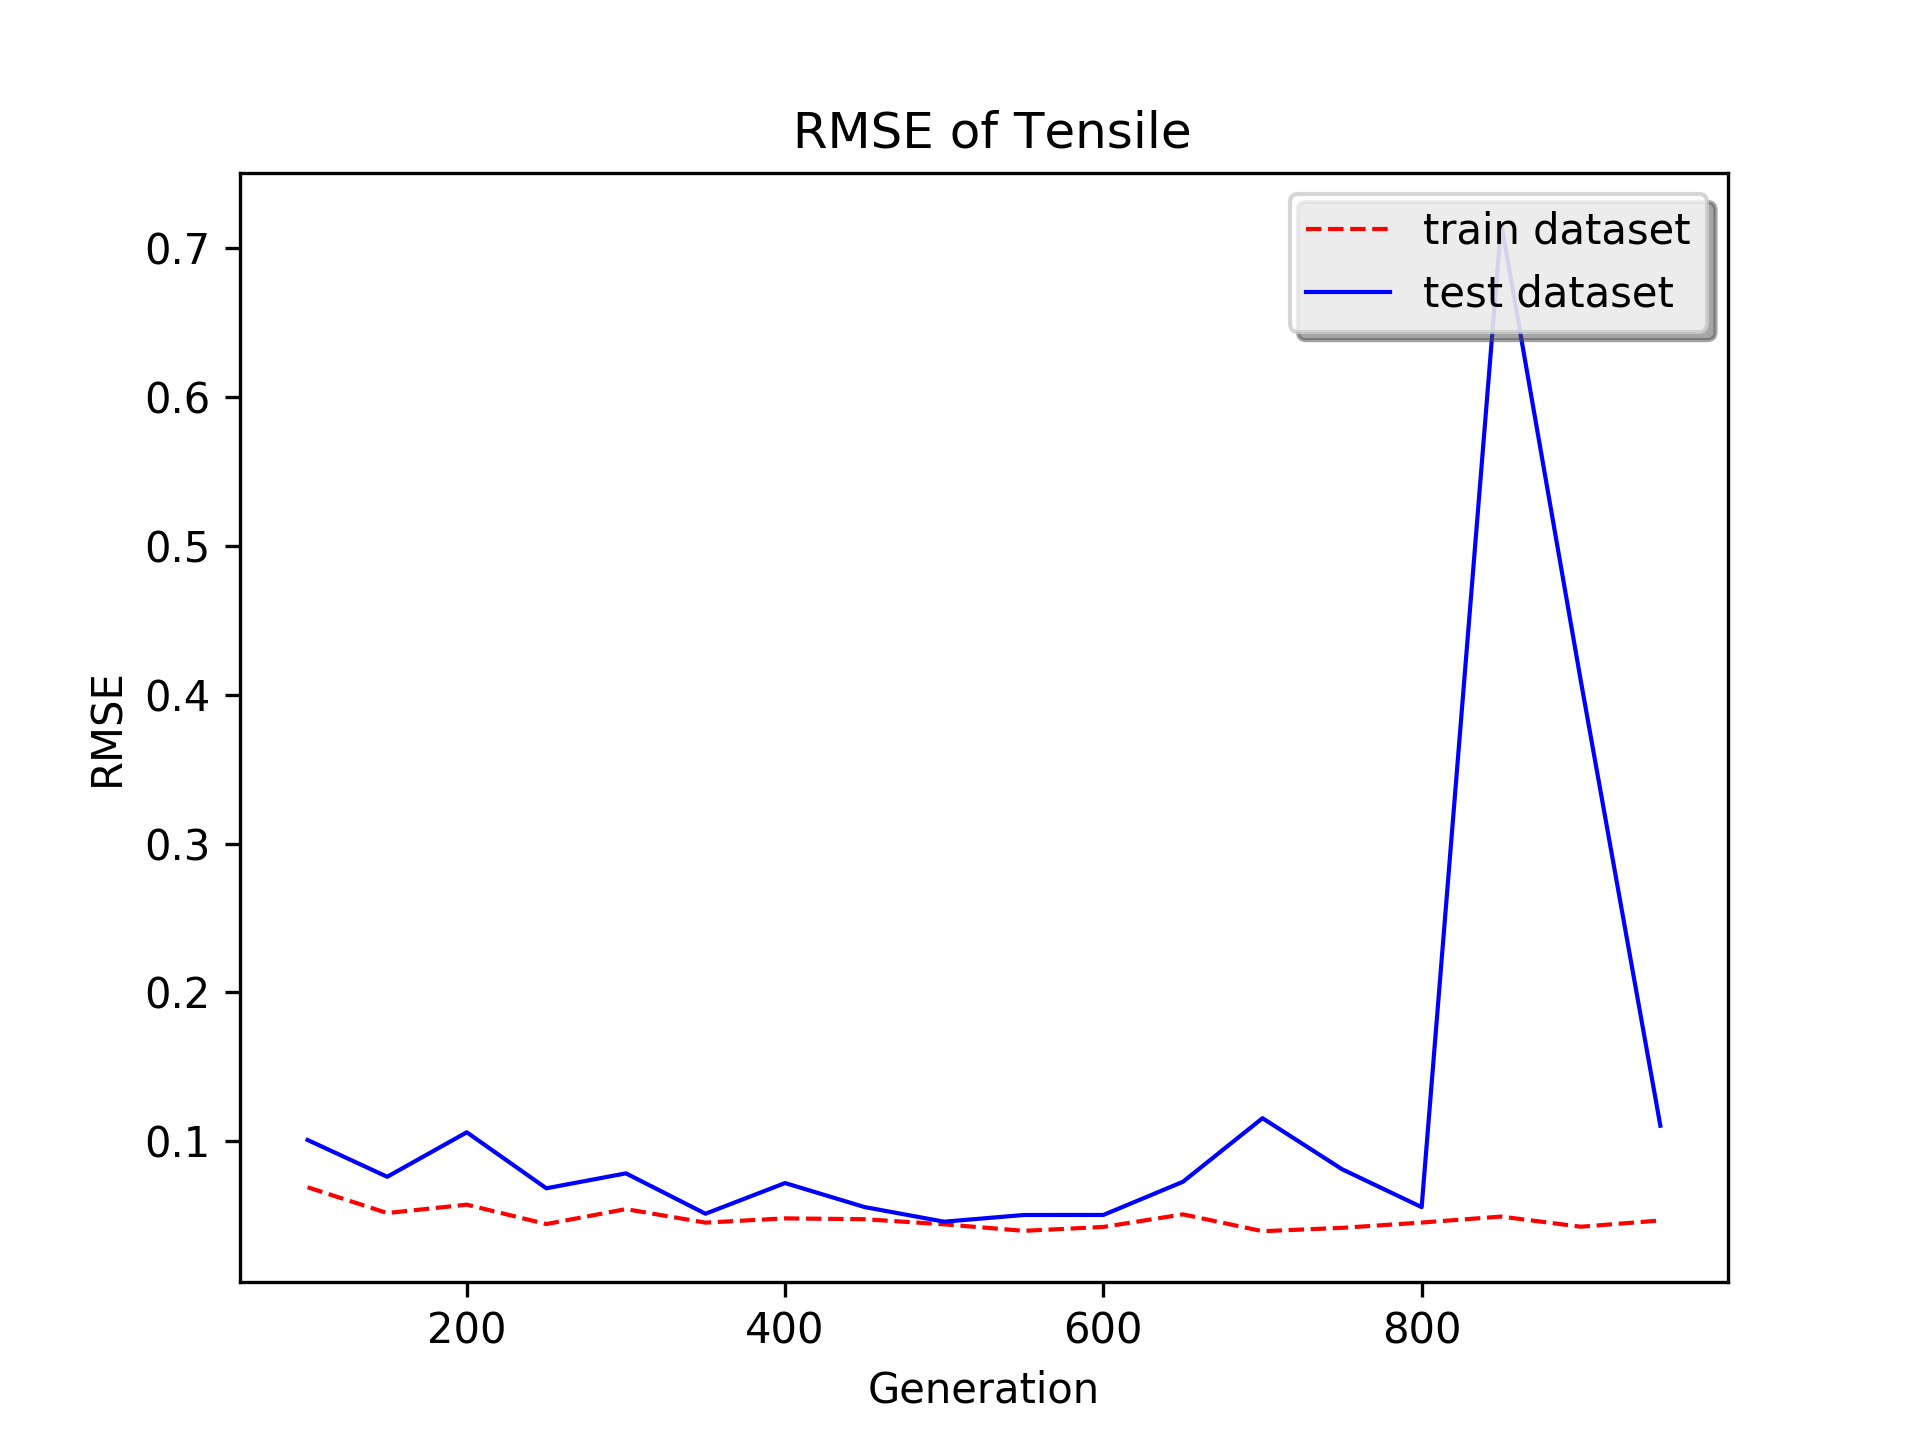 RMSE of Tensile
train dataset
test dataset
0.7
0.6
0.5
0.4
0.3
0.2
0.1
RMSE
200 400 600 800
Generation